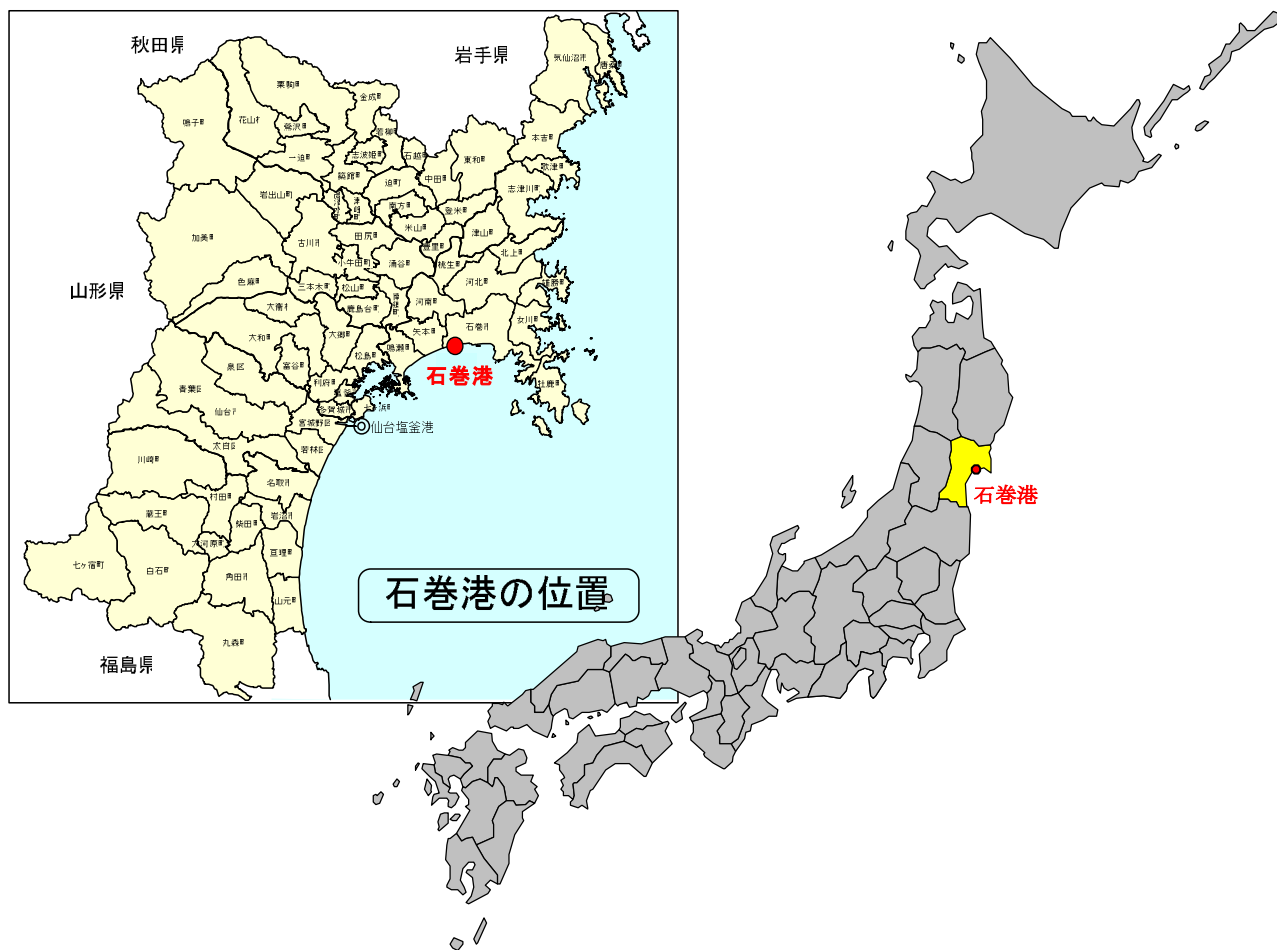 秋田県
岩手県
気仙沼市
唐桑
栗駒町
金成町
鳴子町
花山村
鶯沢町
若柳町
本吉町
一迫町
志波姫町
石越町
東和町
歌津町
築館町
迫町
中田町
志津川町
岩出山町
南方町
登米町
加美町
古川市
田尻町
米山町
津山町
豊里町
北上町
小牛田町
涌谷町
桃生町
色麻町
三本木町
松山町
河北町
雄勝町
山形県
大衡村
鹿島台町
河南町
女川町
大和町
大郷町
矢本町
石巻市
松島町
鳴瀬町
泉区
富谷町
石巻港
利府町
牡鹿町
青葉区
仙台市
多賀城市
七ヶ浜町
宮城野区
仙台塩釜港
太白区
若林区
川崎町
名取市
村田町
蔵王町
柴田町
岩沼市
大河原町
亘理町
七ヶ宿町
白石町
角田市
山元町
丸森町
福島県
石巻港の位置
石巻港